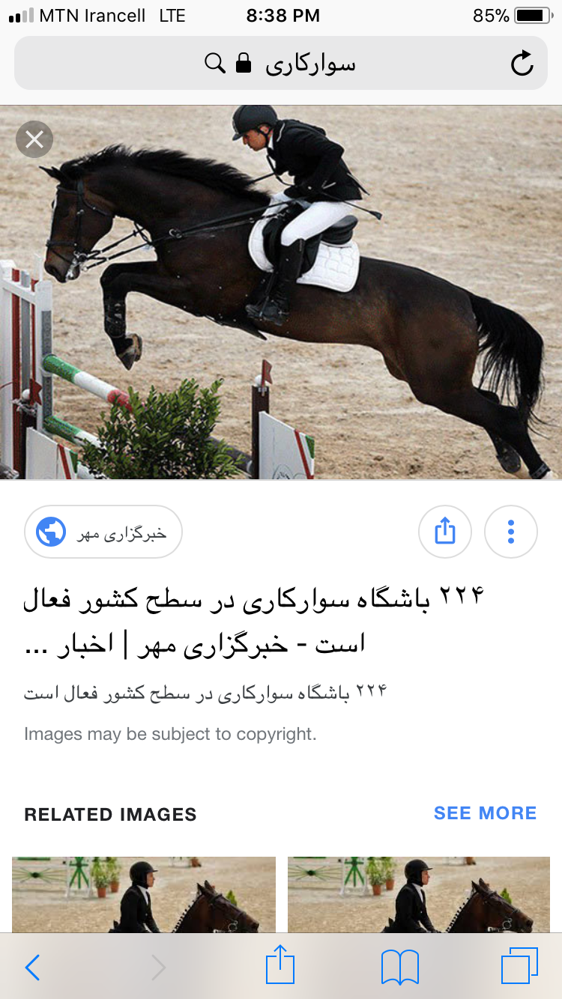 MTN Irancell LTE 8:38 PM 85%
سوارکاری
خبرگزاری مهر
۲۲۴ باشگاه سوارکاری در سطح کشور فعال
است - خبرگزاری مهر | اخبار ...
۲۲۴ باشگاه سوارکاری در سطح کشور فعال است
Images may be subject to copyright.
RELATED IMAGES SEE MORE